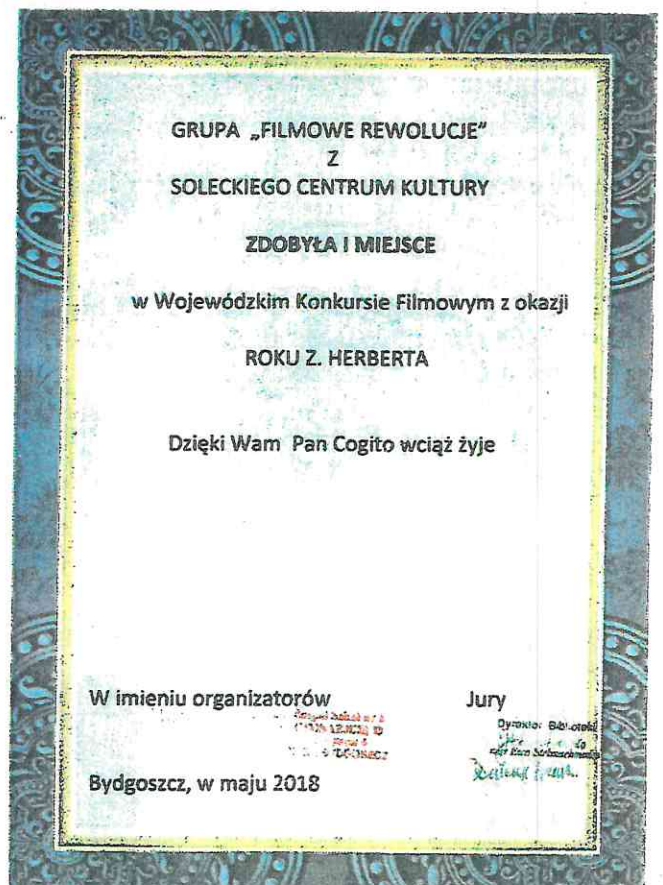 GRUPA „FILMOWE REWOLUCJE”
Z
SOLECKIEGO CENTRUM KULTURY
ZDOBYŁA I MIEJSCE
w Wojewódzkim Konkursie Filmowym z okazji
ROKU Z. HERBERTA
Dzięki Wam Pan Cogito wciąż żyje
W imieniu organizatorów
Jury
Dyrektor Biblioteki
Bydgoszcz, w maju 2018